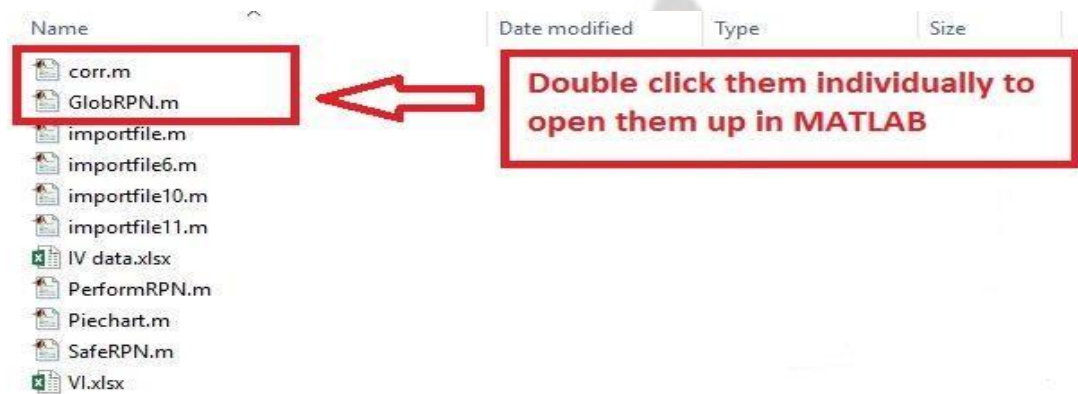 Name Date modified Type Size
corr.m
GlobRPN.m
Double click them individually to
open them up in MATLAB
importfile.m
importfile6.m
importfile10.m
importfile11.m
IV data.xlsx
PerformRPN.m
Piechart.m
SafeRPN.m
VI.xlsx